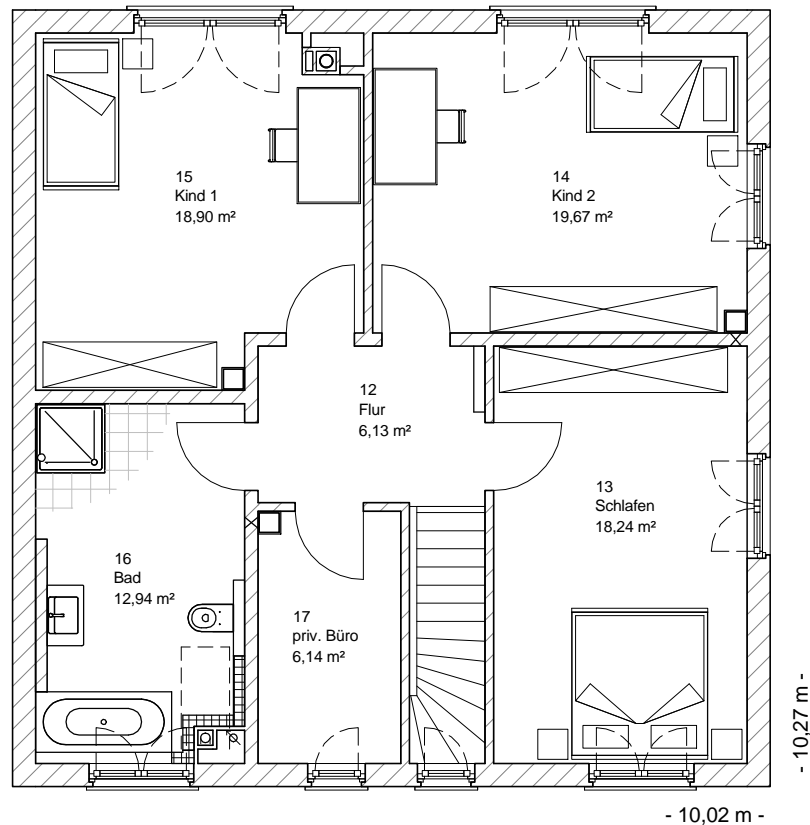 15
Kind 1
18,90 m²
14
Kind 2
19,67 m²
12
Flur
6,13 m²
13
Schlafen
18,24 m²
16
Bad
12,94 m²
17
priv. Büro
6,14 m²
- 10,27 m -
- 10,02 m -